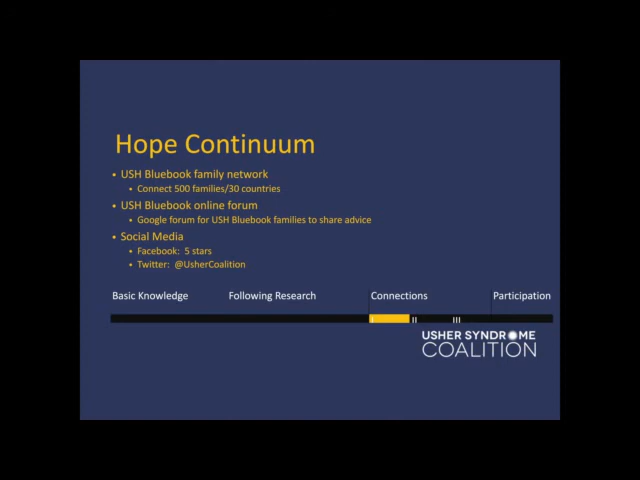 Hope Continuum
• USH Bluebook family network
• Connect 500 families/30 countries
• USH Bluebook online forum
• Google forum for USH Bluebook families to share advice
• Social Media
• Facebook: 5 stars
• Twitter: @UsherCoalition
Basic Knowledge Following Research Connections Participation
I II III
USHER SYNDROME
COALITION